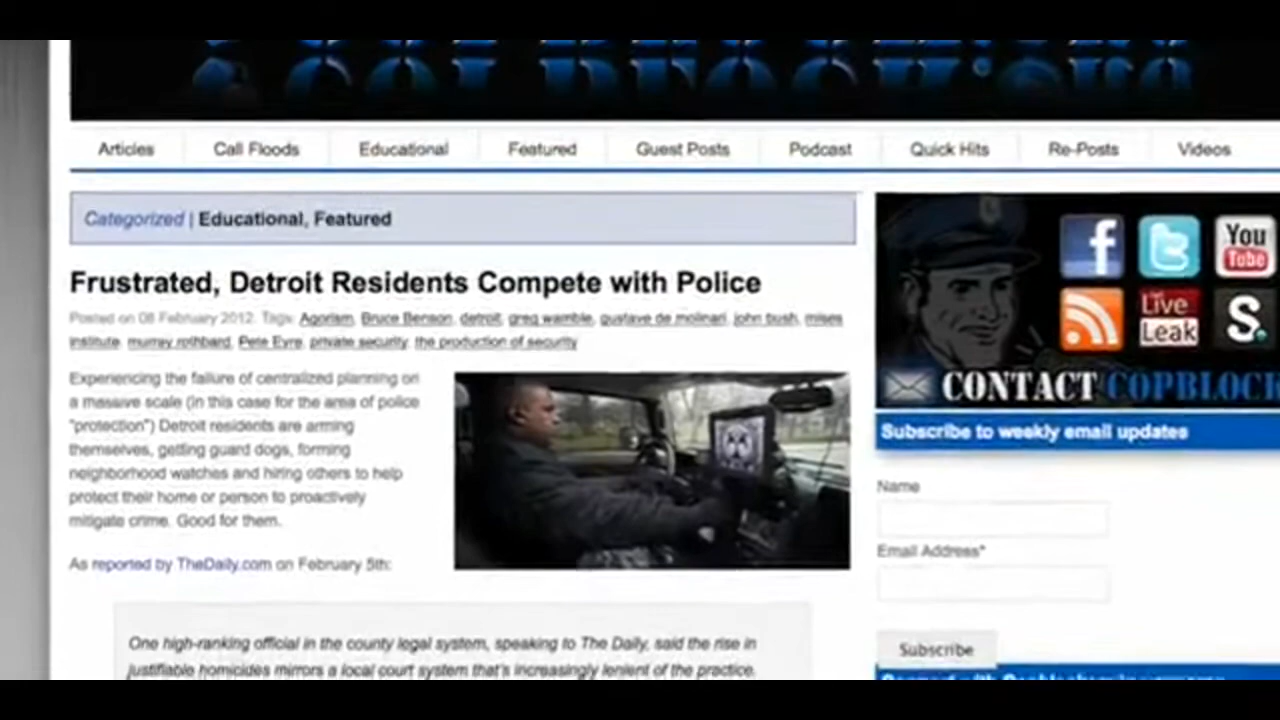 Articles
Call Floods
Educational
Featured
Guest Posts
Podcast
Quick Hits
Re-Posts
Videos
Categorized | Educational, Featured
Frustrated, Detroit Residents Compete with Police
Posted on 08 February 2012. Tags: Agorism, Bruce Benson, detroit, greg wamble, gustave de molinari, john bush, mises
institute, murray rothbard, Pete Eyre, private security, the production of security
Experiencing the failure of centralized planning on
a massive scale (in this case for the area of police
"protection") Detroit residents are arming
themselves, getting guard dogs, forming
neighborhood watches and hiring others to help
protect their home or person to proactively
mitigate crime. Good for them.
As reported by TheDaily.com on February 5th:
One high-ranking official in the county legal system, speaking to The Daily, said the rise in
justifiable homicides mirrors a local court system that's increasingly lenient of the practice.
f
t
You
Tube
Live
Leak
S.
CONTACT COPBLOCK
Subscribe to weekly email updates
Name
Email Address*
Subscribe